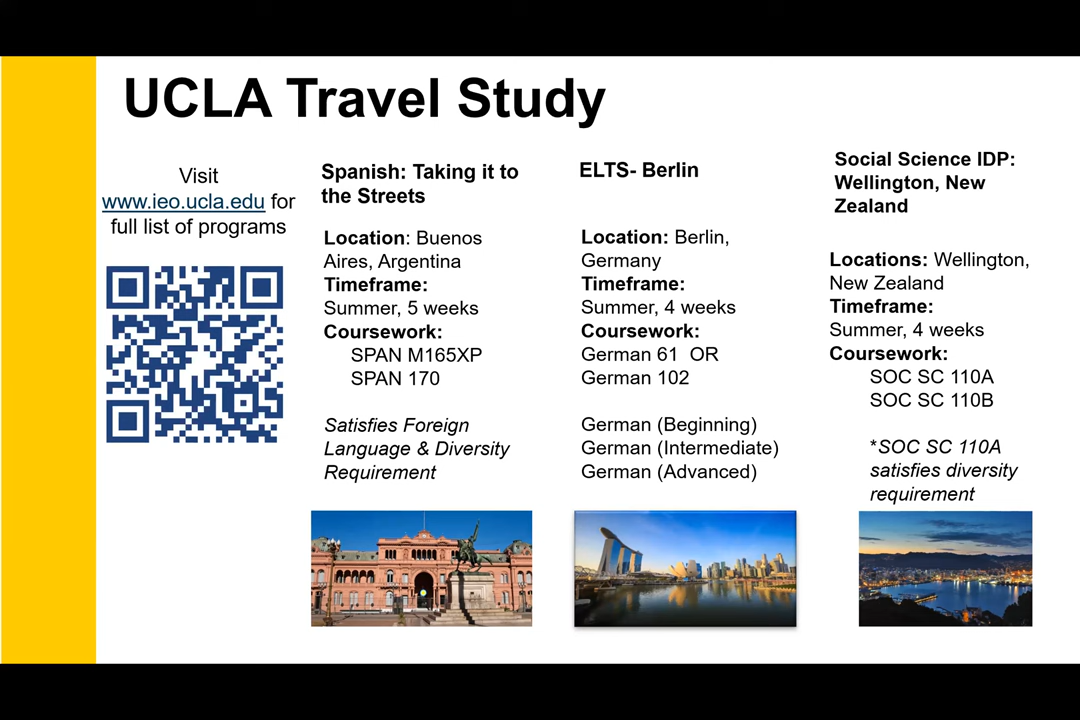 UCLA Travel Study
Visit
www.ieo.ucla.edu for
full list of programs
Spanish: Taking it to
the Streets
Location: Buenos
Aires, Argentina
Timeframe:
Summer, 5 weeks
Coursework:
SPAN M165XP
SPAN 170
Satisfies Foreign
Language & Diversity
Requirement
ELTS- Berlin
Location: Berlin,
Germany
Timeframe:
Summer, 4 weeks
Coursework:
German 61 OR
German 102
German (Beginning)
German (Intermediate)
German (Advanced)
Social Science IDP:
Wellington, New
Zealand
Locations: Wellington,
New Zealand
Timeframe:
Summer, 4 weeks
Coursework:
SOC SC 110A
SOC SC 110B
*SOC SC 110A
satisfies diversity
requirement